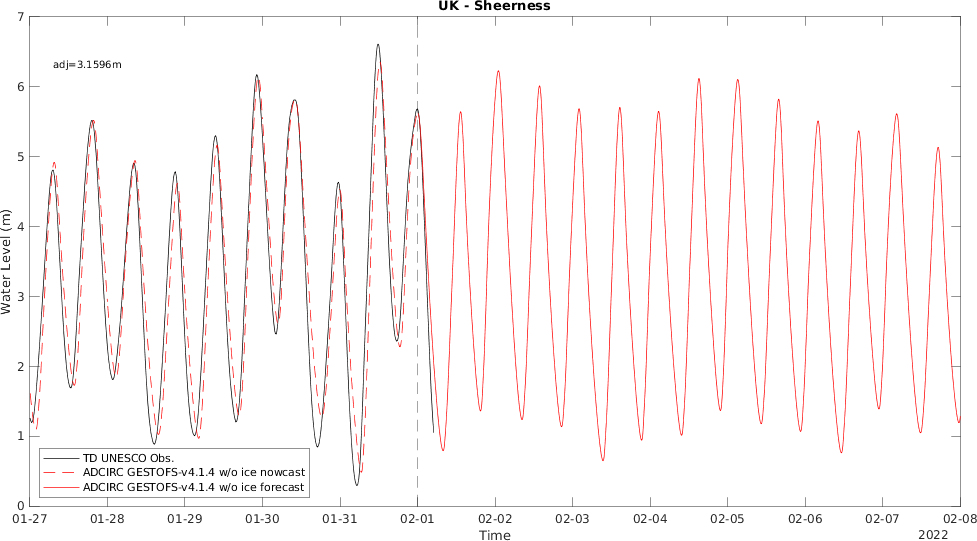 UK - Sheerness
7
adj=3.1596m
6
5
4
Water Level (m)
3
2
1
TD UNESCO Obs.
ADCIRC GESTOFS-v4.1.4 w/o ice nowcast
ADCIRC GESTOFS-v4.1.4 w/o ice forecast
0
01-27 01-28 01-29 01-30 01-31 02-01 02-02 02-03 02-04 02-05 02-06 02-07 02-08
Time
2022